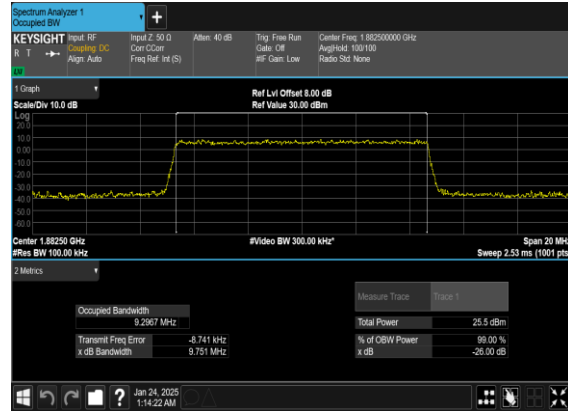 Spectrum Analyzer 1
Occupied BW
KEYSIGHT
R T
LM
Input: RF
Coupling: DC
Align: Auto
Input Z: 50 Ω
Corr CCorr
Freq Ref: Int (S)
Atten: 40 dB
Trig: Free Run
Gate: Off
#IF Gain: Low
Center Freq: 1.882500000 GHz
Avg|Hold: 100/100
Radio Std: None
1 Graph
Scale/Div 10.0 dB
Ref Lvl Offset 8.00 dB
Ref Value 30.00 dBm
Log
20.0
10.0
0.0
-10.0
-20.0
-30.0
-40.0
-50.0
-60.0
Center 1.88250 GHz
#Res BW 100.00 kHz
#Video BW 300.00 kHz*
Span 20 MHz
Sweep 2.53 ms (1001 pts
2 Metrics
Measure Trace Trace 1
Occupied Bandwidth
9.2967 MHz
Total Power 25.5 dBm
Transmit Freq Error -8.741 kHz
% of OBW Power 99.00 %
x dB Bandwidth 9.751 MHz
x dB -26.00 dB
?
Jan 24, 2025
1:14:22 AM